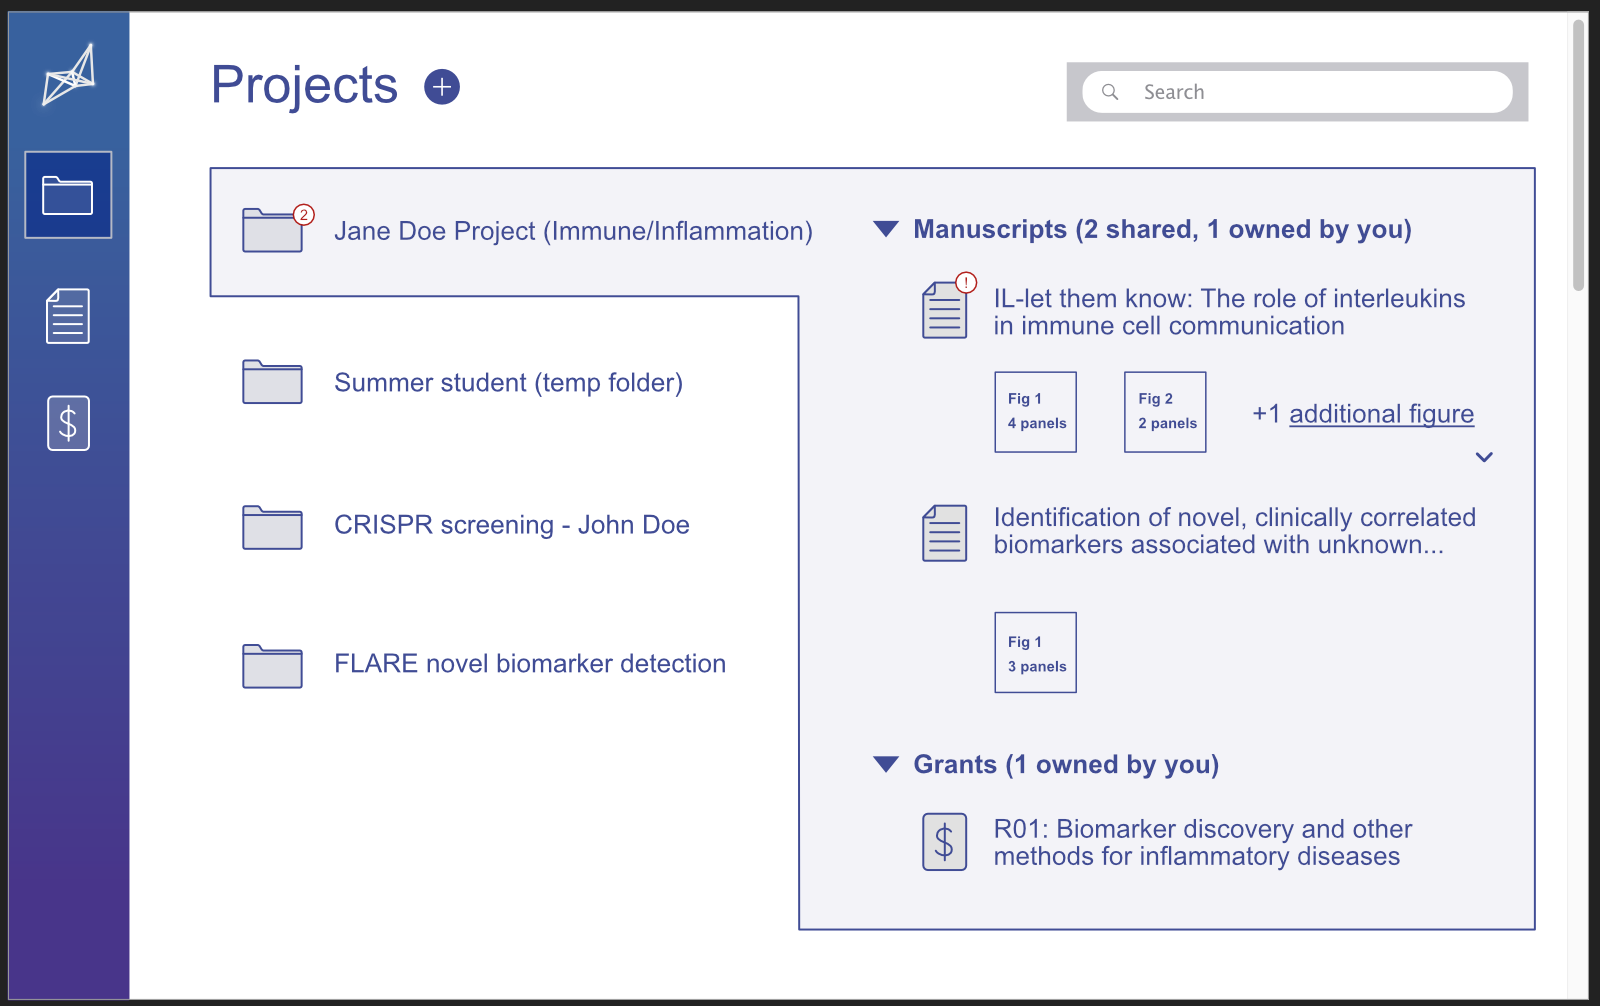 Projects
Search
2
Jane Doe Project (Immune/Inflammation)
Summer student (temp folder)
CRISPR screening - John Doe
FLARE novel biomarker detection
Manuscripts (2 shared, 1 owned by you)
!
IL-let them know: The role of interleukins
in immune cell communication
Fig 1
4 panels
Fig 2
2 panels
+1 additional figure
Identification of novel, clinically correlated
biomarkers associated with unknown...
Fig 1
3 panels
Grants (1 owned by you)
$
R01: Biomarker discovery and other
methods for inflammatory diseases
$